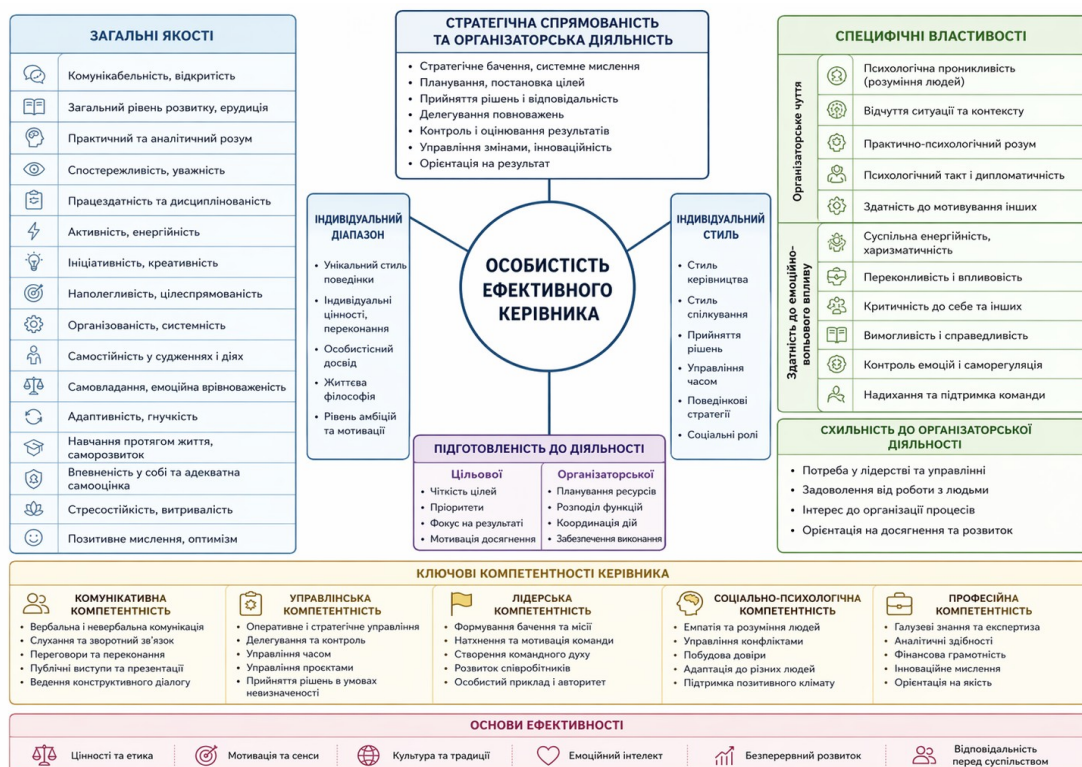 ЗАГАЛЬНІ ЯКОСТІ
Комунікабельність, відкритість
Загальний рівень розвитку, ерудиція
Практичний та аналітичний розум
Спостережливість, уважність
Працездатність та дисциплінованість
Активність, енергійність
Ініціативність, креативність
Наполегливість, цілеспрямованість
Організованість, системність
Самостійність у судженнях і діях
Самовладання, емоційна врівноваженість
Адаптивність, гнучкість
Навчання протягом життя,
саморозвиток
Впевненість у собі та адекватна
самооцінка
Стресостійкість, витривалість
Позитивне мислення, оптимізм
СТРАТЕГІЧНА СПРЯМОВАНІСТЬ
ТА ОРГАНІЗАТОРСЬКА ДІЯЛЬНІСТЬ
• Стратегічне бачення, системне мислення
• Планування, постановка цілей
• Прийняття рішень і відповідальність
• Делегування повноважень
• Контроль і оцінювання результатів
• Управління змінами, інноваційність
• Орієнтація на результат
ІНДИВІДУАЛЬНИЙ
ДІАПАЗОН
• Унікальний стиль
поведінки
• Індивідуальні
цінності,
переконання
• Особистісний
досвід
• Життєва
філософія
• Рівень амбіцій
та мотивації
ОСОБИСТІСТЬ
ЕФЕКТИВНОГО
КЕРІВНИКА
ІНДИВІДУАЛЬНИЙ
СТИЛЬ
• Стиль
керівництва
• Стиль
спілкування
• Прийняття
рішень
• Управління
часом
• Поведінкові
стратегії
• Соціальні ролі
ПІДГОТОВЛЕНІСТЬ ДО ДІЯЛЬНОСТІ
Цільової
• Чіткість цілей
• Пріоритети
• Фокус на результаті
• Мотивація досягнення
Організаторської
• Планування ресурсів
• Розподіл функцій
• Координація дій
• Забезпечення виконання
СПЕЦИФІЧНІ ВЛАСТИВОСТІ
Організаторське чуття
Психологічна проникливість
(розуміння людей)
Відчуття ситуації та контексту
Практично-психологічний розум
Психологічний такт і дипломатичність
Здатність до мотивування інших
Здатність до емоційно-
вольового впливу
Суспільна енергійність,
харизматичність
Переконливість і впливовість
Критичність до себе та інших
Вимогливість і справедливість
Контроль емоцій і саморегуляція
Надихання та підтримка команди
СХИЛЬНІСТЬ ДО ОРГАНІЗАТОРСЬКОЇ
ДІЯЛЬНОСТІ
• Потреба у лідерстві та управлінні
• Задоволення від роботи з людьми
• Інтерес до організації процесів
• Орієнтація на досягнення та розвиток
КЛЮЧОВІ КОМПЕТЕНТНОСТІ КЕРІВНИКА
КОМУНІКАТИВНА
КОМПЕТЕНТНІСТЬ
• Вербальна і невербальна комунікація
• Слухання та зворотний зв'язок
• Переговори та переконання
• Публічні виступи та презентації
• Ведення конструктивного діалогу
УПРАВЛІНСЬКА
КОМПЕТЕНТНІСТЬ
• Оперативне і стратегічне управління
• Делегування та контроль
• Управління часом
• Управління проєктами
• Прийняття рішень в умовах
невизначеності
ЛІДЕРСЬКА
КОМПЕТЕНТНІСТЬ
• Формування бачення та місії
• Натхнення та мотивація команди
• Створення командного духу
• Розвиток співробітників
• Особистий приклад і авторитет
СОЦІАЛЬНО-ПСИХОЛОГІЧНА
КОМПЕТЕНТНІСТЬ
• Емпатія та розуміння людей
• Управління конфліктами
• Побудова довіри
• Адаптація до різних людей
• Підтримка позитивного клімату
ПРОФЕСІЙНА
КОМПЕТЕНТНІСТЬ
• Галузеві знання та експертиза
• Аналітичні здібності
• Фінансова грамотність
• Інноваційне мислення
• Орієнтація на якість
ОСНОВИ ЕФЕКТИВНОСТІ
Цінності та етика
Мотивація та сенси
Культура та традиції
Емоційний інтелект
Безперервний розвиток
Відповідальність
перед суспільством